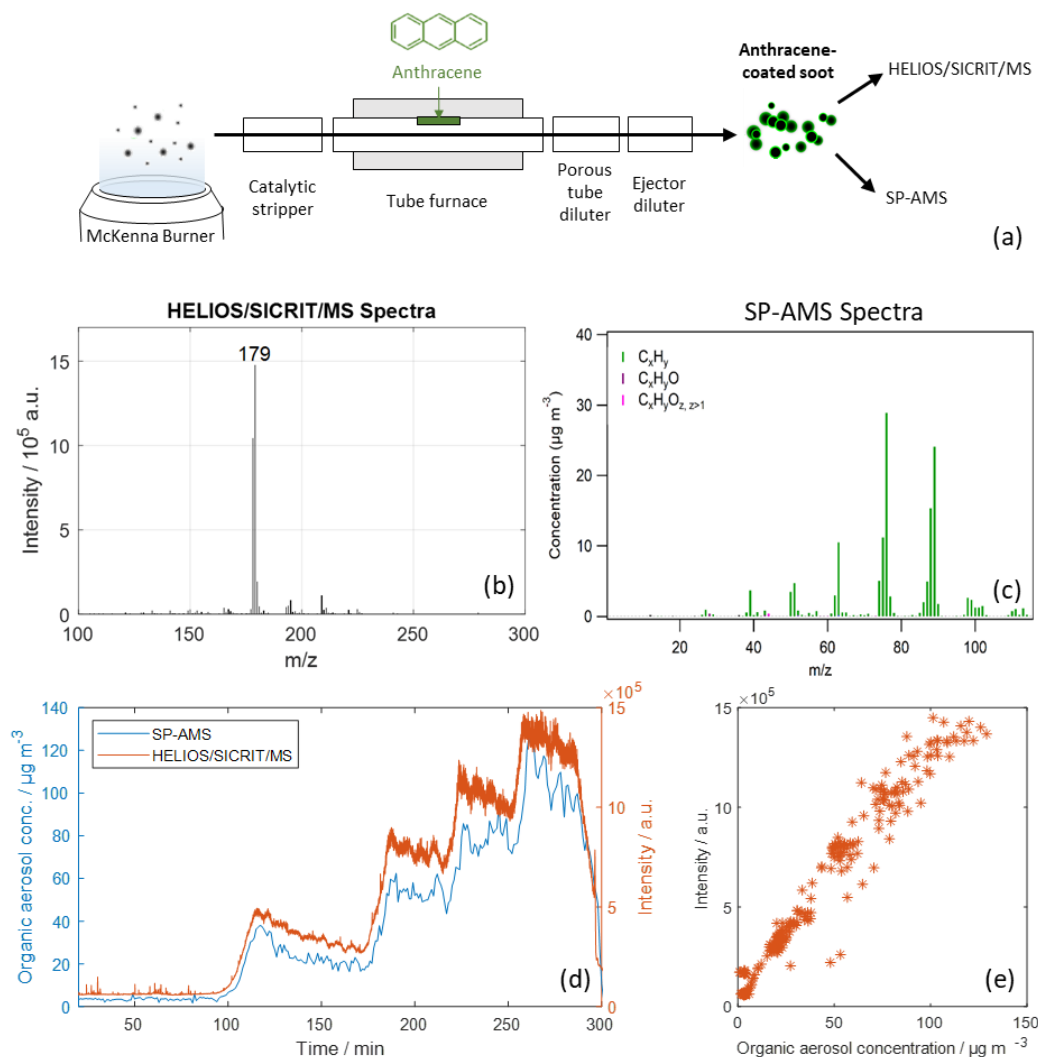 Anthracene
Anthracene-
coated soot
HELIOS/SICRIT/MS
SP-AMS
Catalytic
stripper
Tube furnace
Porous
tube
diluter
Ejector
diluter
McKenna Burner
(a)
HELIOS/SICRIT/MS Spectra
179
15
10
5
0
Intensity / 10⁵ a.u.
100
150
200
250
300
m/z
(b)
SP-AMS Spectra
CₓHᵧ
CₓHᵧO
CₓHᵧO_z, z>1
40
30
20
10
0
Concentration (µg m⁻³)
20
40
60
80
100
m/z
(c)
SP-AMS
HELIOS/SICRIT/MS
140
120
100
80
60
40
20
0
Organic aerosol conc. / µg m⁻³
×10⁵
15
10
5
0
Intensity / a.u.
50
100
150
200
250
300
Time / min
(d)
×10⁵
15
10
5
0
Intensity / a.u.
0
50
100
150
Organic aerosol concentration / µg m⁻³
(e)